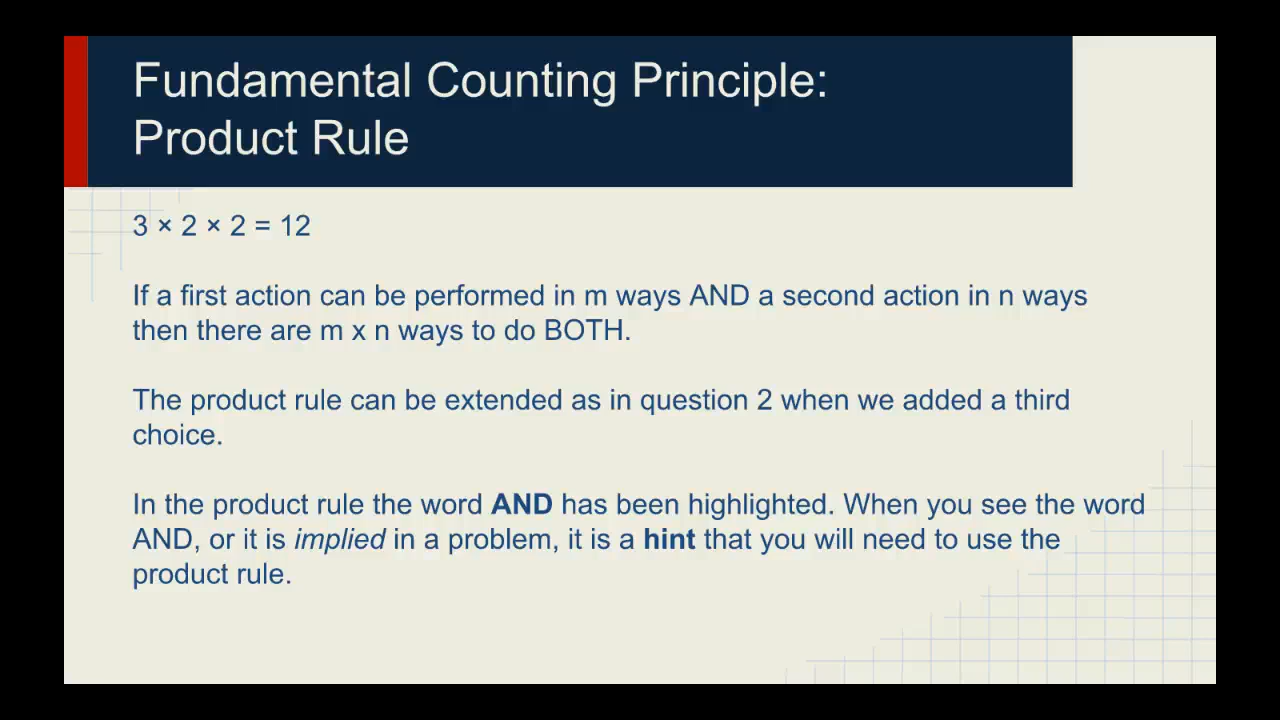 Fundamental Counting Principle:
Product Rule
3 × 2 × 2 = 12
If a first action can be performed in m ways AND a second action in n ways
then there are m x n ways to do BOTH.
The product rule can be extended as in question 2 when we added a third
choice.
In the product rule the word AND has been highlighted. When you see the word
AND, or it is implied in a problem, it is a hint that you will need to use the
product rule.